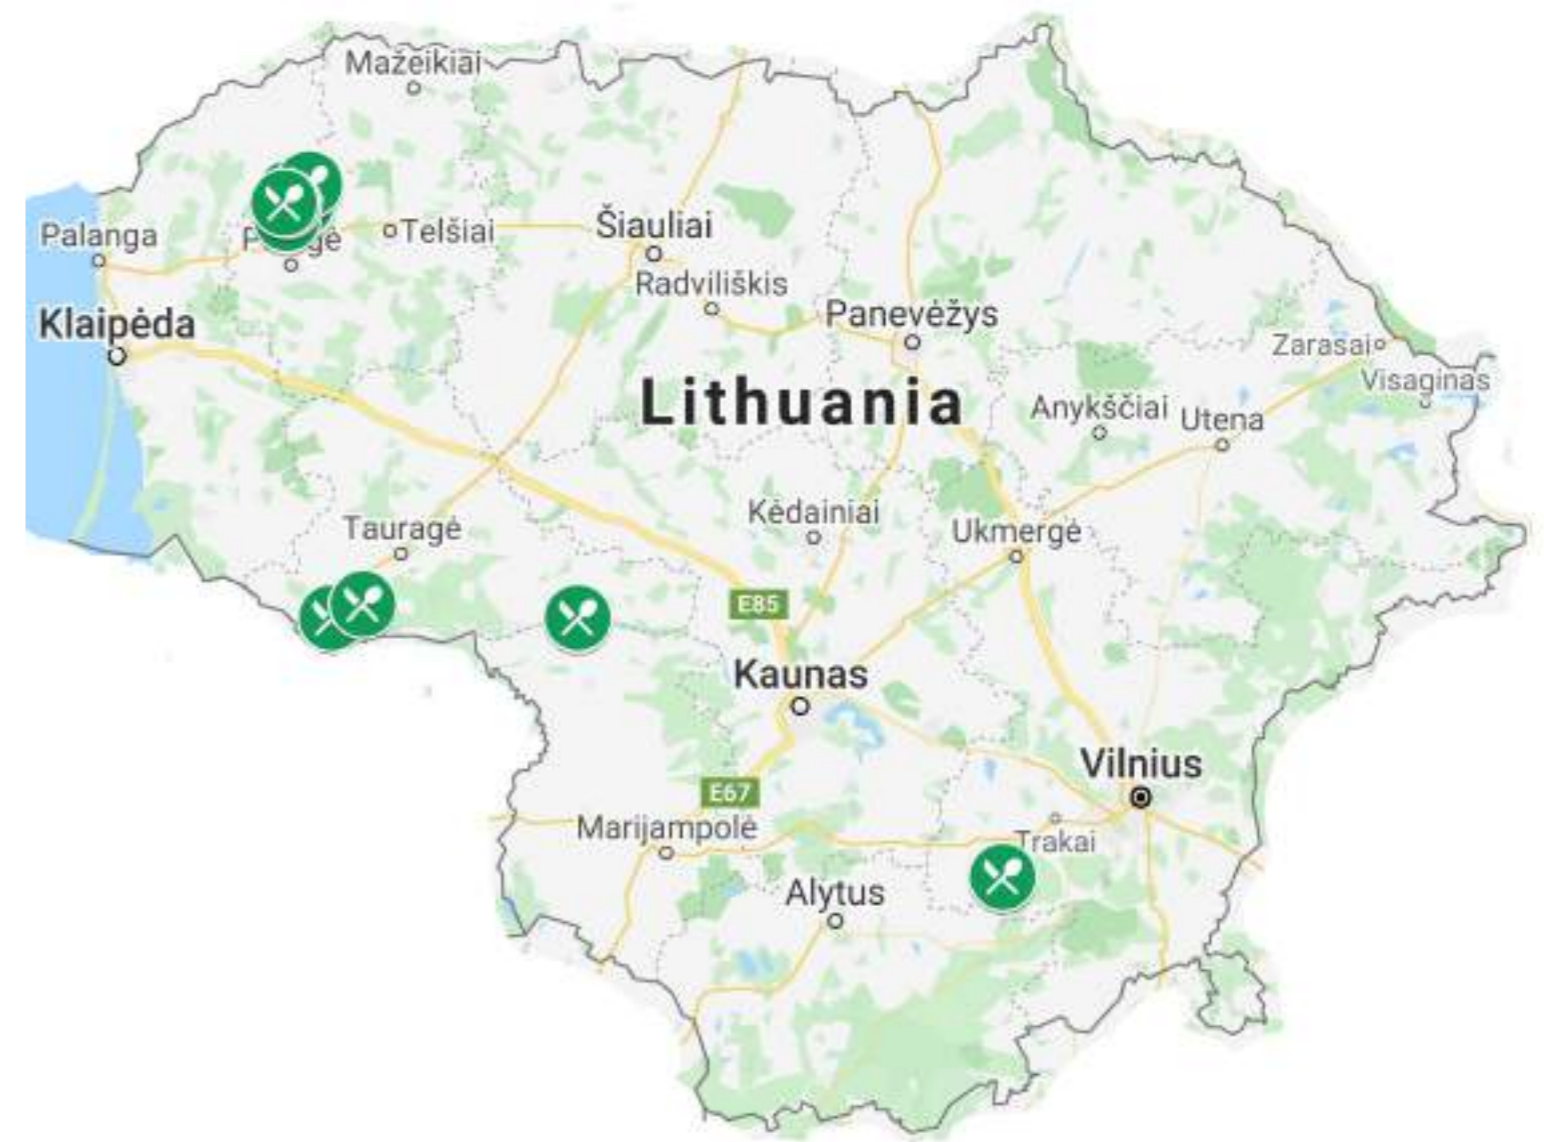 Mažeikiai
Palanga
Telšiai
Šiauliai
Radviliškis
Klaipėda
Panevėžys
Zarasai
Visaginas
Lithuania
Anykščiai
Utena
Kėdainiai
Tauragė
Ukmergė
E85
Kaunas
Vilnius
E67
Marijampolė
Trakai
Alytus